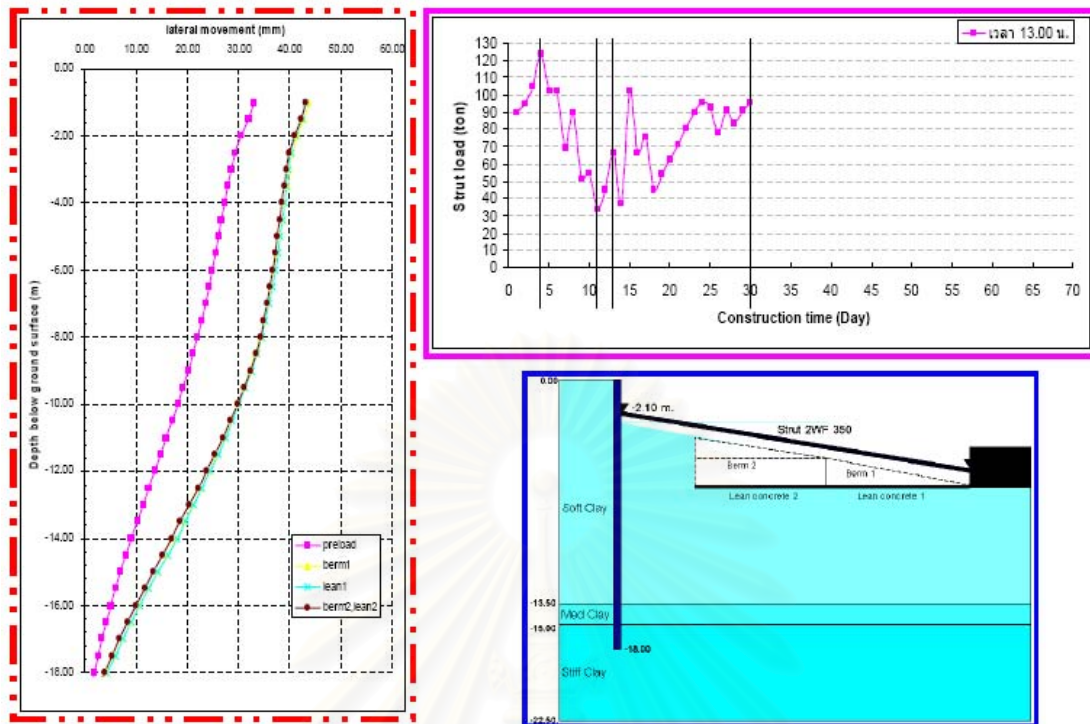 lateral movement (mm)
0.00 10.00 20.00 30.00 40.00 50.00 60.00
0.00
-2.00
-4.00
-6.00
-8.00
-10.00
-12.00
-14.00
-16.00
-18.00
Depth below ground surface (m)
preload
berm1
lean1
berm2,lean2
เวลา 13.00 น.
130
120
110
100
90
80
70
60
50
40
30
20
10
0
Strut load (ton)
0 5 10 15 20 25 30 35 40 45 50 55 60 65 70
Construction time (Day)
0.00
-2.10 m.
Strut 2WF 350
Berm 2
Berm 1
Lean concrete 2
Lean concrete 1
Soft Clay
-13.50
Med Clay
-15.00
-18.00
Stiff Clay
-22.50